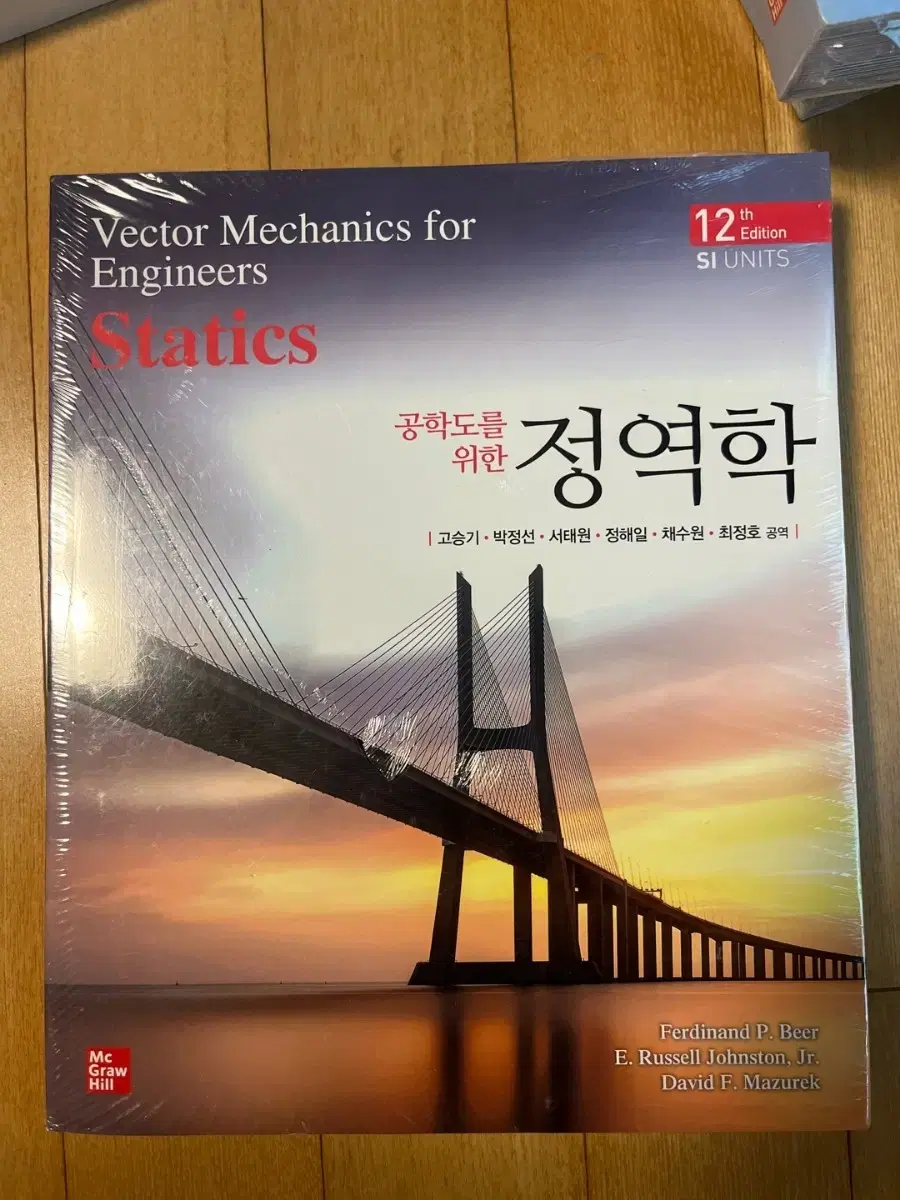 Vector Mechanics for
Engineers
Statics
12th Edition
SI UNITS
공학도를
위한
정역학
| 고승기 • 박정선 • 서태원 • 정해일 • 채수원 • 최정호 공역 |
Ferdinand P. Beer
E. Russell Johnston, Jr.
David F. Mazurek
Mc
Graw
Hill